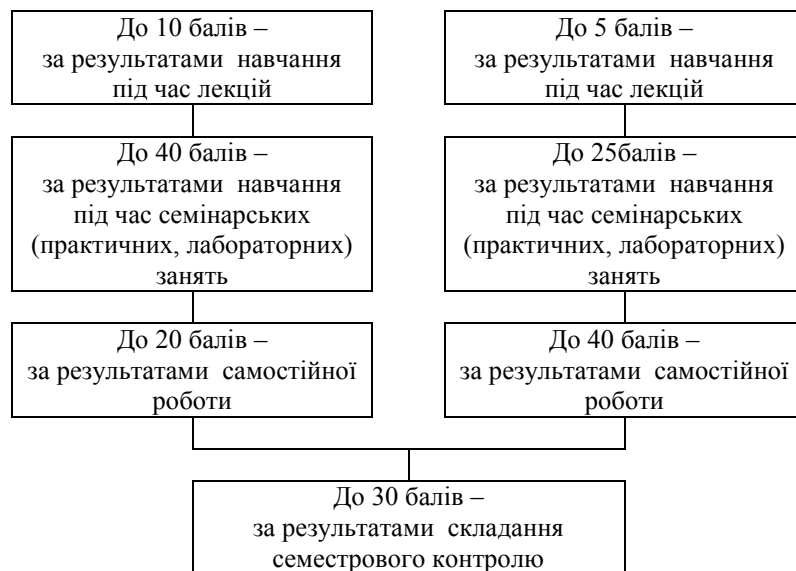 До 10 балів –
за результатами навчання
під час лекцій
До 5 балів –
за результатами навчання
під час лекцій
До 40 балів –
за результатами навчання
під час семінарських
(практичних, лабораторних)
занять
До 25балів –
за результатами навчання
під час семінарських
(практичних, лабораторних)
занять
До 20 балів –
за результатами самостійної
роботи
До 40 балів –
за результатами самостійної
роботи
До 30 балів –
за результатами складання
семестрового контролю